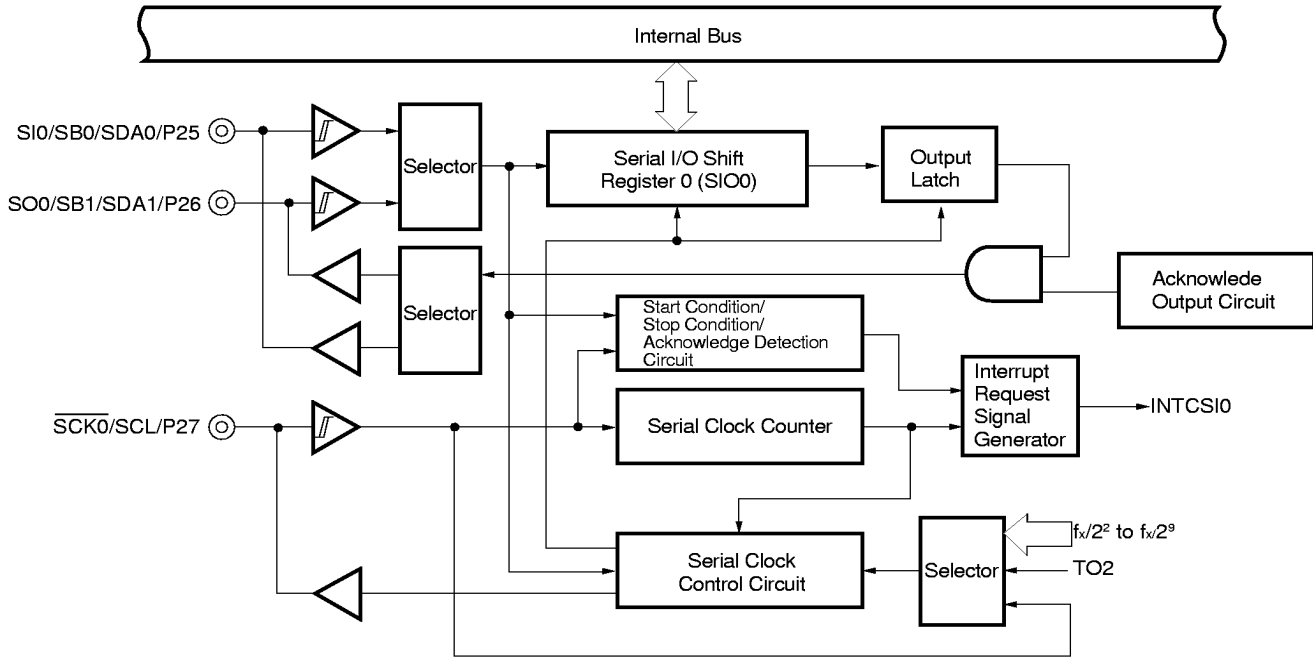 Internal Bus
SI0/SB0/SDA0/P25
Selector
Serial I/O Shift
Register 0 (SIO0)
Output
Latch
SO0/SB1/SDA1/P26
Selector
Acknowlede
Output Circuit
Start Condition/
Stop Condition/
Acknowledge Detection
Circuit
Interrupt
Request
Signal
Generator
INTCSI0
S̅C̅K̅0̅/SCL/P27
Serial Clock Counter
Serial Clock
Control Circuit
Selector
fx/2² to fx/2⁹
TO2